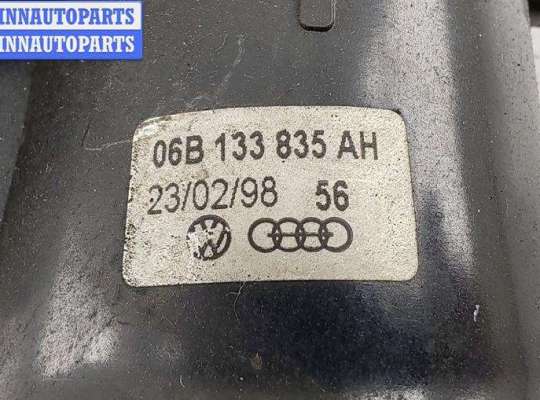 INNAUTOPARTS
INNAUTOPARTS
06B 133 835 AH
23/02/98 56